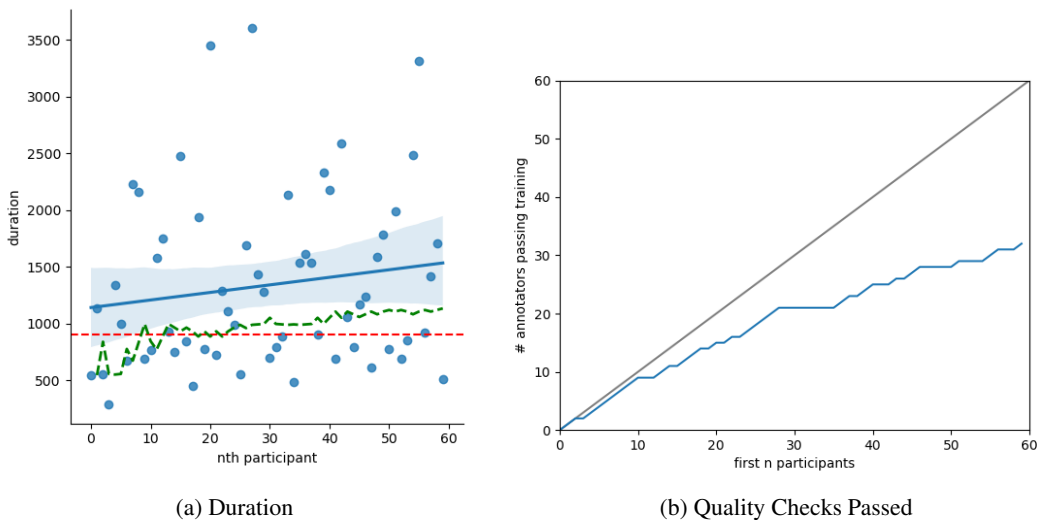 3500
3000
2500
2000
1500
1000
500
duration
0 10 20 30 40 50 60
nth participant
(a) Duration
60
50
40
30
20
10
0
# annotators passing training
0 10 20 30 40 50 60
first n participants
(b) Quality Checks Passed